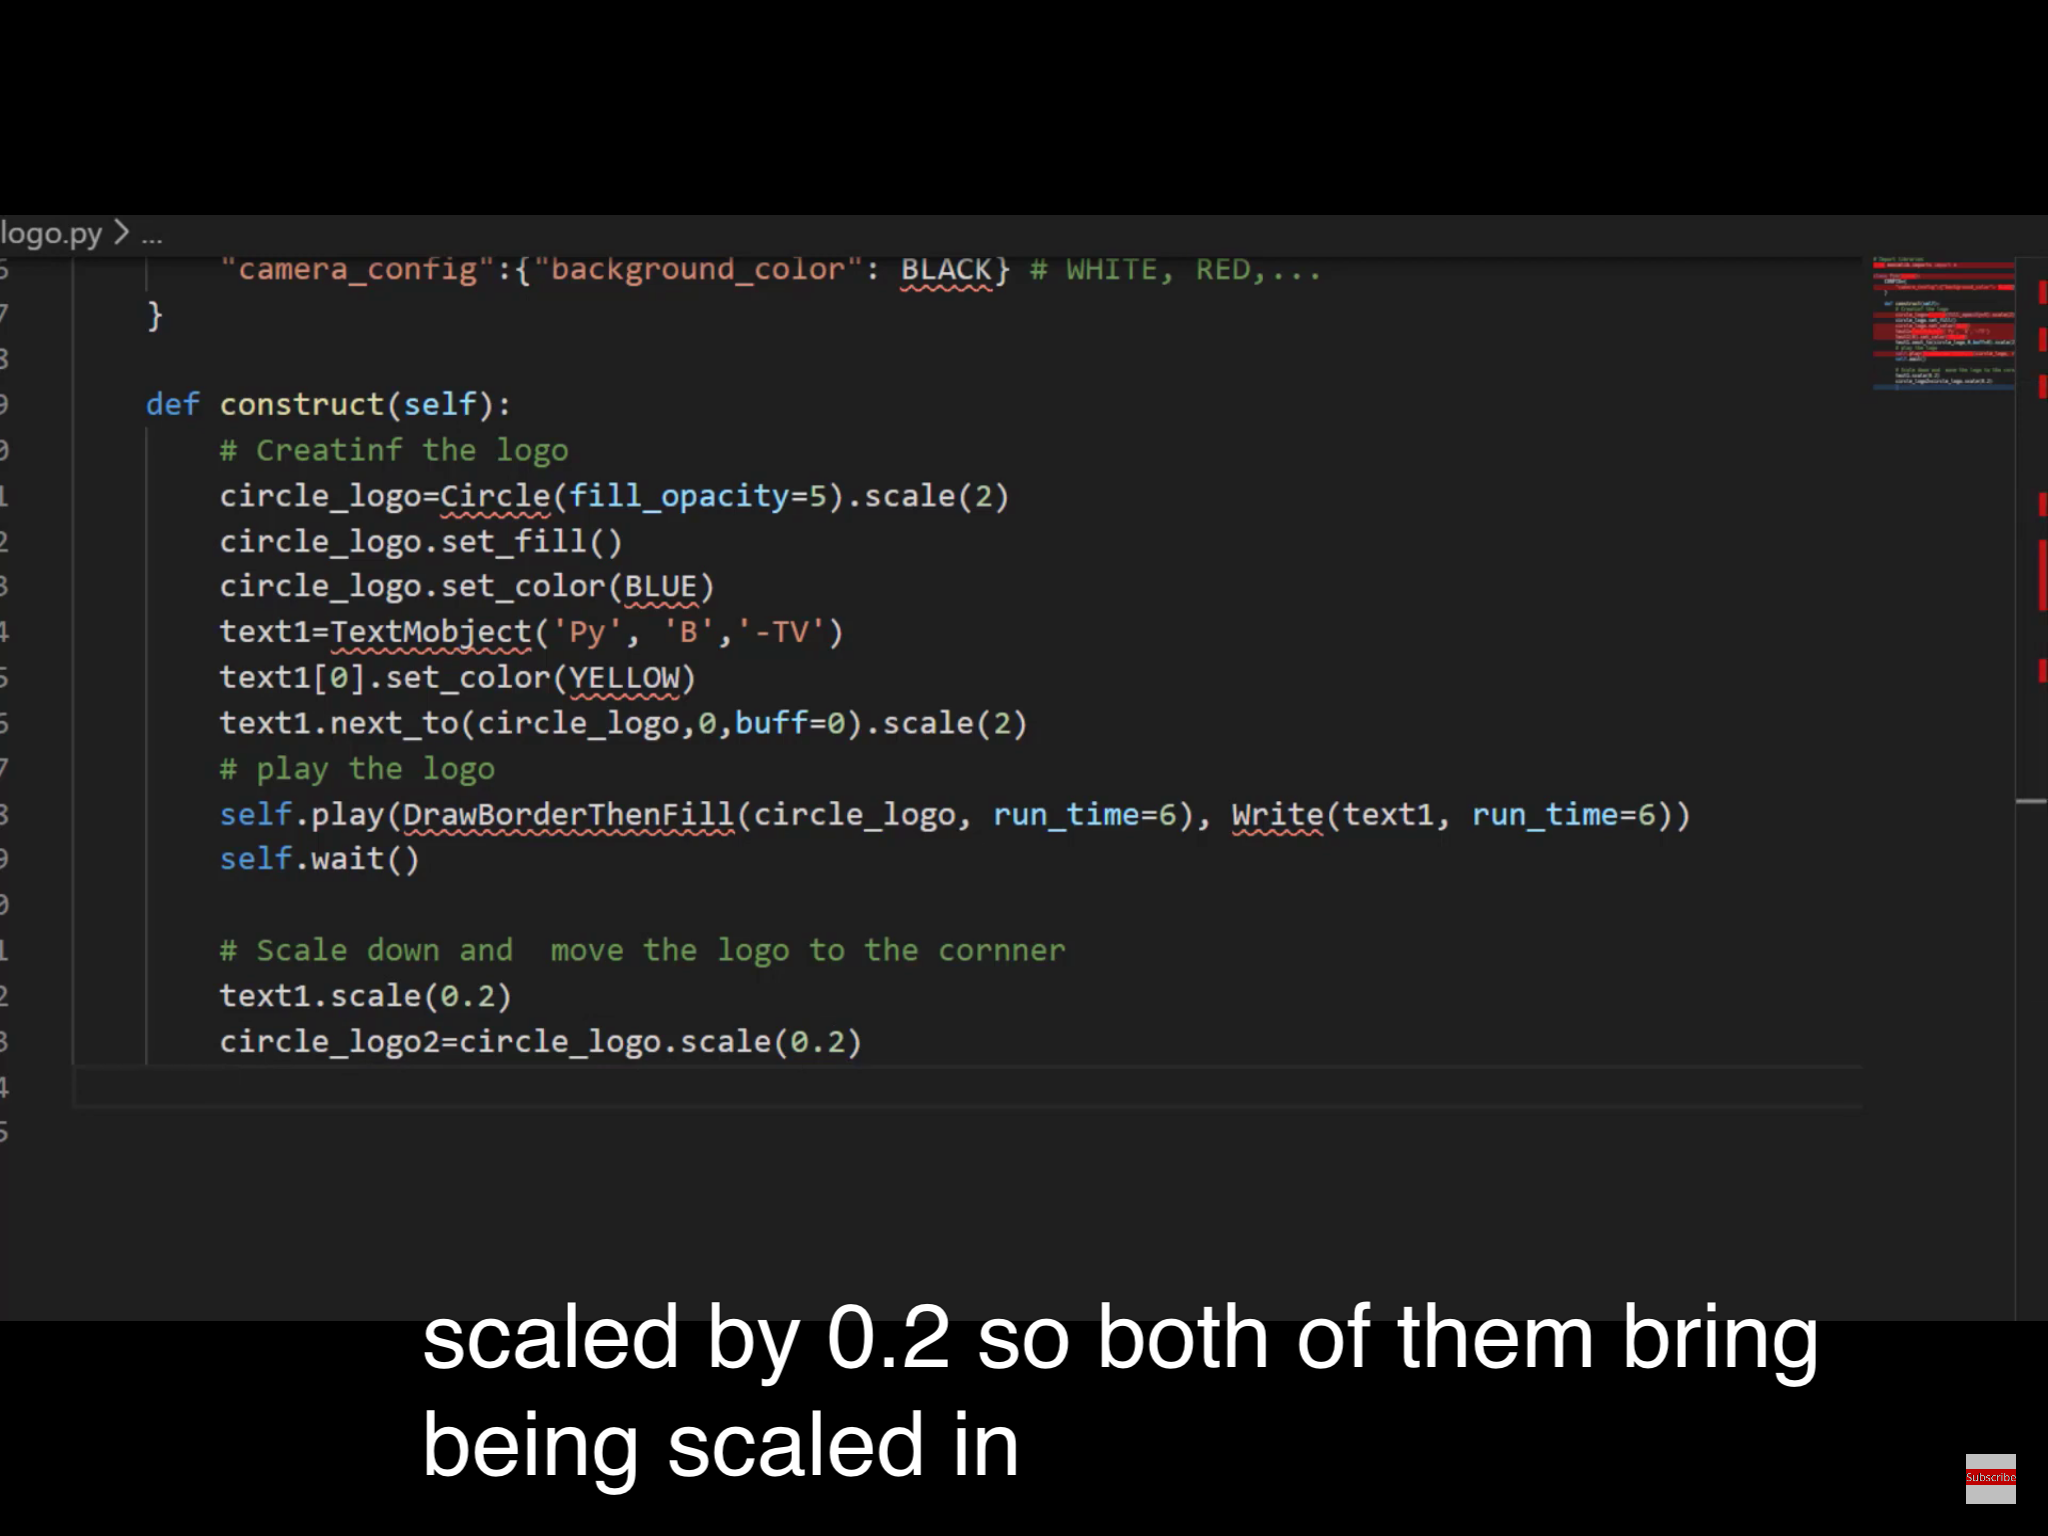 logo.py > ...
"camera_config":{"background_color": BLACK} # WHITE, RED,...
7 }
8
9 def construct(self):
0 # Creatinf the logo
1 circle_logo=Circle(fill_opacity=5).scale(2)
2 circle_logo.set_fill()
3 circle_logo.set_color(BLUE)
4 text1=TextMobject('Py', 'B','-TV')
5 text1[0].set_color(YELLOW)
6 text1.next_to(circle_logo,0,buff=0).scale(2)
7 # play the logo
8 self.play(DrawBorderThenFill(circle_logo, run_time=6), Write(text1, run_time=6))
9 self.wait()
0
1 # Scale down and  move the logo to the cornner
2 text1.scale(0.2)
3 circle_logo2=circle_logo.scale(0.2)
4
5
scaled by 0.2 so both of them bring
being scaled in
Subscribe